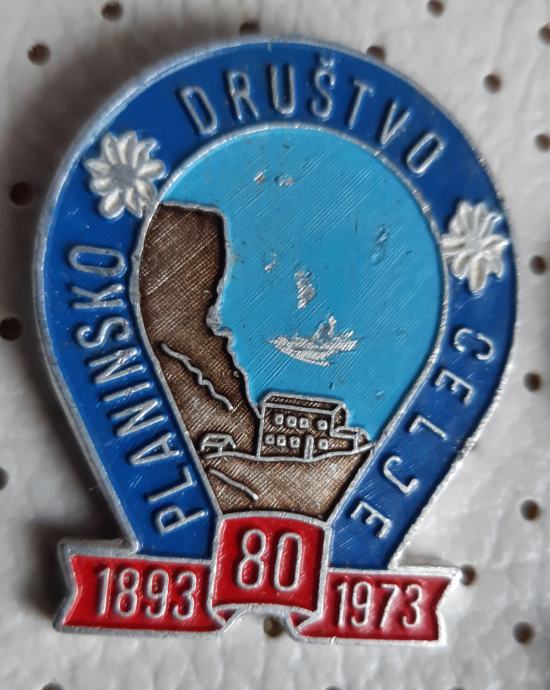 PLANINSKO DRUŠTVO CELJE
1893 80 1973